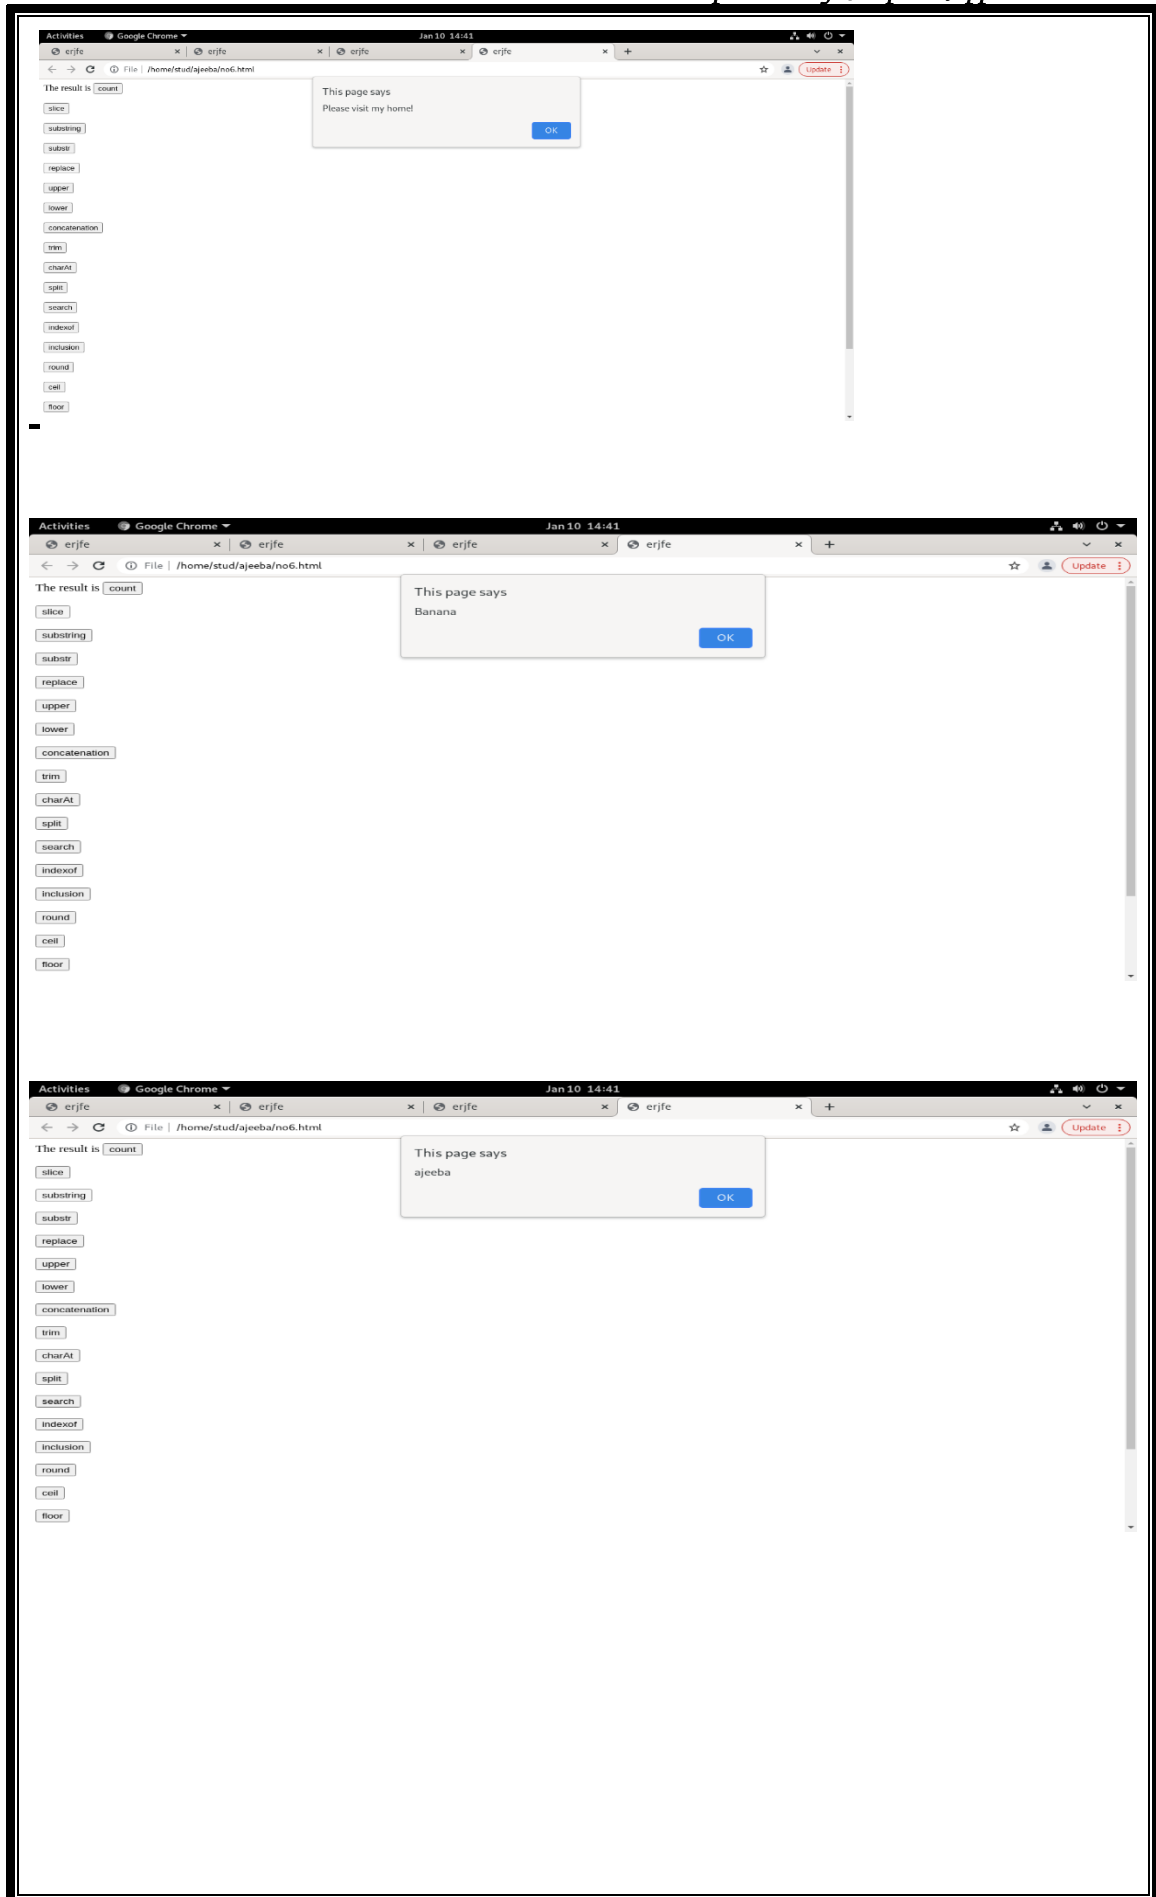 Activities Google Chrome Jan 10 14:41
erjfe erjfe erjfe erjfe
File /home/stud/ajeeba/no6.html Update
The result is count
This page says
Please visit my home!
OK
slice
substring
substr
replace
upper
lower
concatenation
trim
charAt
split
search
indexof
inclusion
round
ceil
floor
Activities Google Chrome Jan 10 14:41
erjfe erjfe erjfe erjfe
File /home/stud/ajeeba/no6.html Update
The result is count
This page says
Banana
OK
slice
substring
substr
replace
upper
lower
concatenation
trim
charAt
split
search
indexof
inclusion
round
ceil
floor
Activities Google Chrome Jan 10 14:41
erjfe erjfe erjfe erjfe
File /home/stud/ajeeba/no6.html Update
The result is count
This page says
ajeeba
OK
slice
substring
substr
replace
upper
lower
concatenation
trim
charAt
split
search
indexof
inclusion
round
ceil
floor